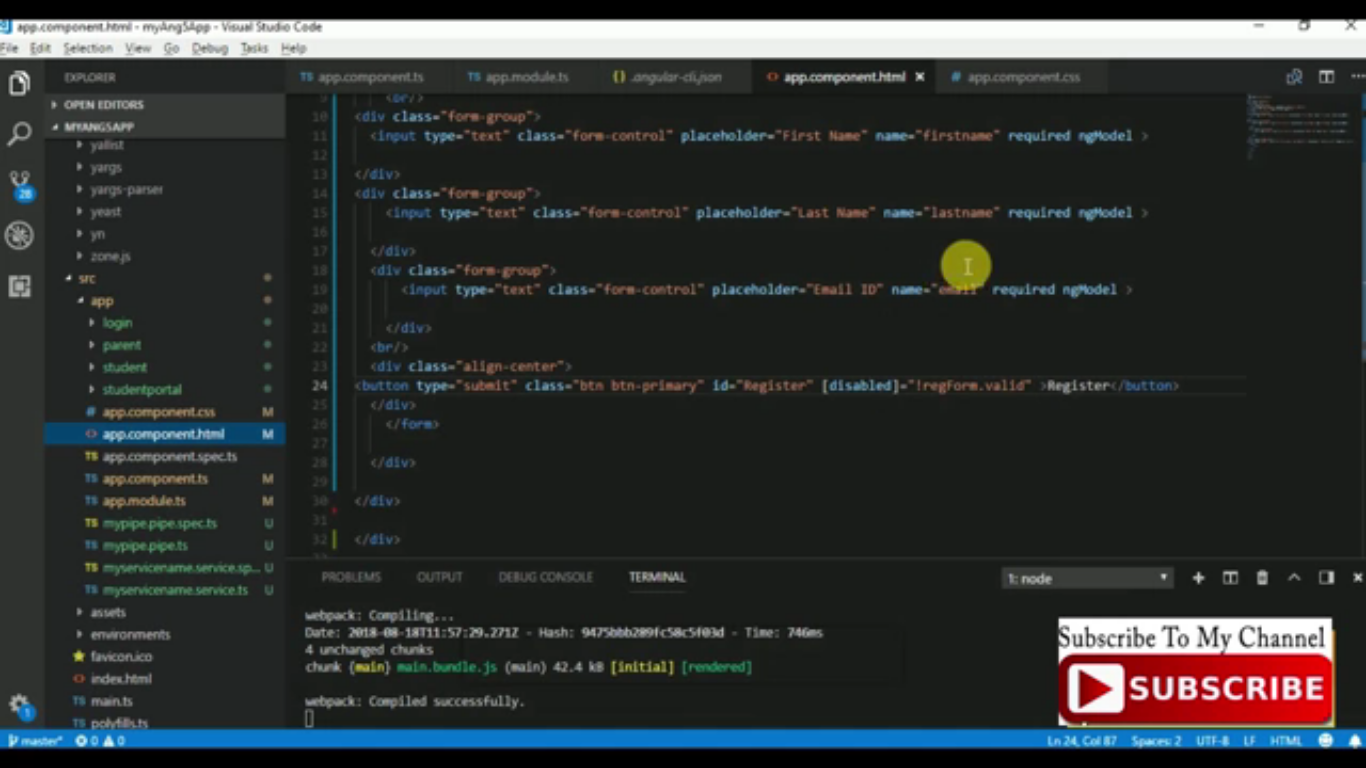 app.component.html - myAng5App - Visual Studio Code
File Edit Selection View Go Debug Tasks Help
EXPLORER
OPEN EDITORS
MYANG5APP
yallist
yargs
yargs-parser
yeast
yn
zone.js
src
app
login
parent
student
studentportal
app.component.css M
app.component.html M
app.component.spec.ts
app.component.ts M
app.module.ts M
mypipe.pipe.spec.ts U
mypipe.pipe.ts U
myservicename.service.sp... U
myservicename.service.ts U
assets
environments
favicon.ico
index.html
main.ts
polyfills.ts
28
1
TS app.component.ts TS app.module.ts {} .angular-cli.json <> app.component.html × # app.component.css
9 <br/>
10 <div class="form-group">
11 <input type="text" class="form-control" placeholder="First Name" name="firstname" required ngModel >
12
13 </div>
14 <div class="form-group">
15 <input type="text" class="form-control" placeholder="Last Name" name="lastname" required ngModel >
16
17 </div>
18 <div class="form-group">
19 <input type="text" class="form-control" placeholder="Email ID" name="email" required ngModel >
20
21 </div>
22 <br/>
23 <div class="align-center">
24 <button type="submit" class="btn btn-primary" id="Register" [disabled]="!regForm.valid" >Register</button>
25 </div>
26 </form>
27
28 </div>
29
30 </div>
31
32 </div>
PROBLEMS OUTPUT DEBUG CONSOLE TERMINAL 1: node
webpack: Compiling...
Date: 2018-08-18T11:57:29.271Z - Hash: 9475bbb289fc58c5f03d - Time: 746ms
4 unchanged chunks
chunk {main} main.bundle.js (main) 42.4 kB [initial] [rendered]
webpack: Compiled successfully.
Subscribe To My Channel
SUBSCRIBE
master* 0 0 Ln 24, Col 87 Spaces: 2 UTF-8 LF HTML